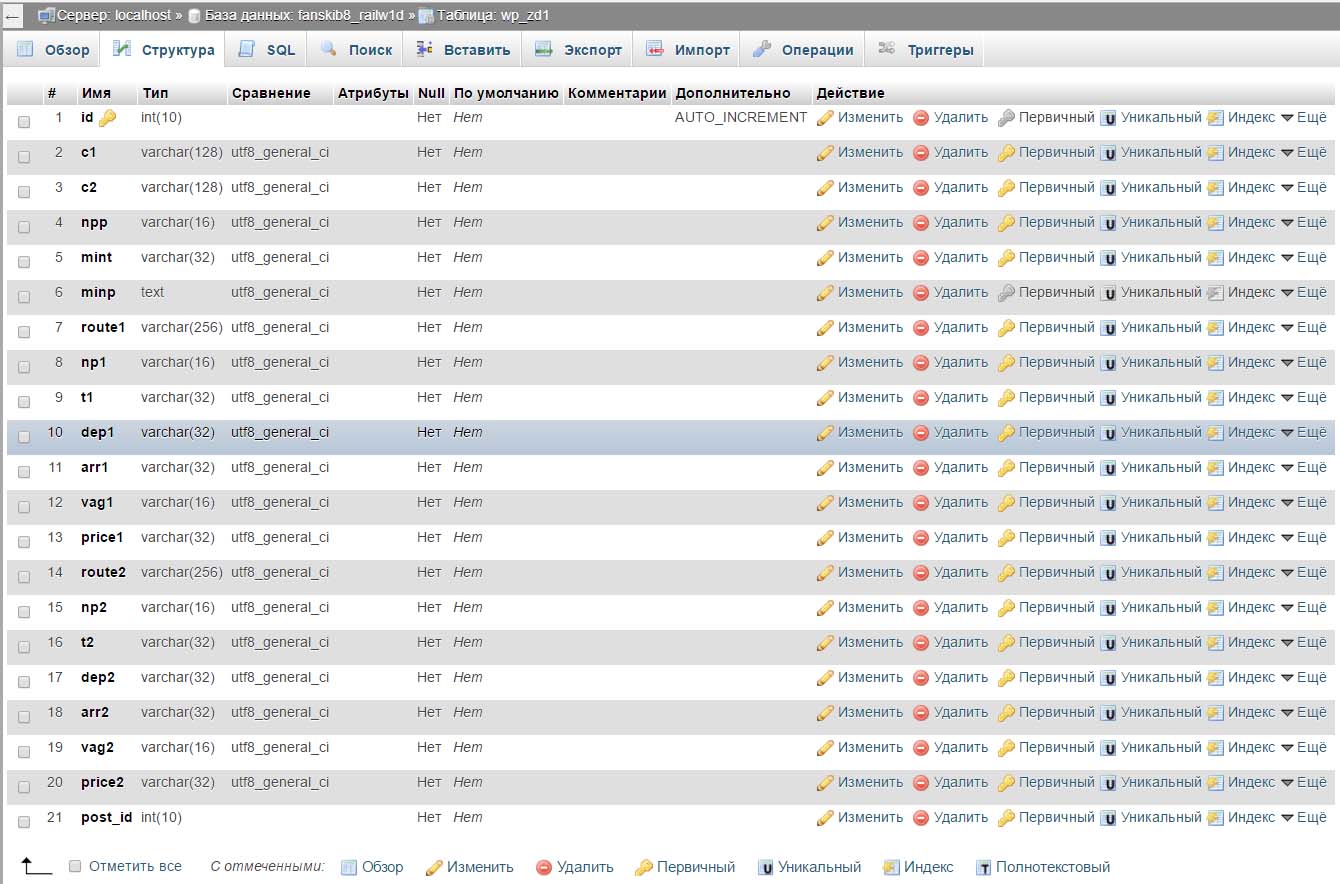 Сервер: localhost » База данных: fanskib8_railw1d » Таблица: wp_zd1
Обзор Структура SQL Поиск Вставить Экспорт Импорт Операции Триггеры
# Имя Тип Сравнение Атрибуты Null По умолчанию Комментарии Дополнительно Действие
1 id int(10) Нет Нет AUTO_INCREMENT Изменить Удалить Первичный Уникальный Индекс Ещё
2 c1 varchar(128) utf8_general_ci Нет Нет Изменить Удалить Первичный Уникальный Индекс Ещё
3 c2 varchar(128) utf8_general_ci Нет Нет Изменить Удалить Первичный Уникальный Индекс Ещё
4 npp varchar(16) utf8_general_ci Нет Нет Изменить Удалить Первичный Уникальный Индекс Ещё
5 mint varchar(32) utf8_general_ci Нет Нет Изменить Удалить Первичный Уникальный Индекс Ещё
6 minp text utf8_general_ci Нет Нет Изменить Удалить Первичный Уникальный Индекс Ещё
7 route1 varchar(256) utf8_general_ci Нет Нет Изменить Удалить Первичный Уникальный Индекс Ещё
8 np1 varchar(16) utf8_general_ci Нет Нет Изменить Удалить Первичный Уникальный Индекс Ещё
9 t1 varchar(32) utf8_general_ci Нет Нет Изменить Удалить Первичный Уникальный Индекс Ещё
10 dep1 varchar(32) utf8_general_ci Нет Нет Изменить Удалить Первичный Уникальный Индекс Ещё
11 arr1 varchar(32) utf8_general_ci Нет Нет Изменить Удалить Первичный Уникальный Индекс Ещё
12 vag1 varchar(16) utf8_general_ci Нет Нет Изменить Удалить Первичный Уникальный Индекс Ещё
13 price1 varchar(32) utf8_general_ci Нет Нет Изменить Удалить Первичный Уникальный Индекс Ещё
14 route2 varchar(256) utf8_general_ci Нет Нет Изменить Удалить Первичный Уникальный Индекс Ещё
15 np2 varchar(16) utf8_general_ci Нет Нет Изменить Удалить Первичный Уникальный Индекс Ещё
16 t2 varchar(32) utf8_general_ci Нет Нет Изменить Удалить Первичный Уникальный Индекс Ещё
17 dep2 varchar(32) utf8_general_ci Нет Нет Изменить Удалить Первичный Уникальный Индекс Ещё
18 arr2 varchar(32) utf8_general_ci Нет Нет Изменить Удалить Первичный Уникальный Индекс Ещё
19 vag2 varchar(16) utf8_general_ci Нет Нет Изменить Удалить Первичный Уникальный Индекс Ещё
20 price2 varchar(32) utf8_general_ci Нет Нет Изменить Удалить Первичный Уникальный Индекс Ещё
21 post_id int(10) Нет Нет Изменить Удалить Первичный Уникальный Индекс Ещё
Отметить все С отмеченными: Обзор Изменить Удалить Первичный Уникальный Индекс Полнотекстовый